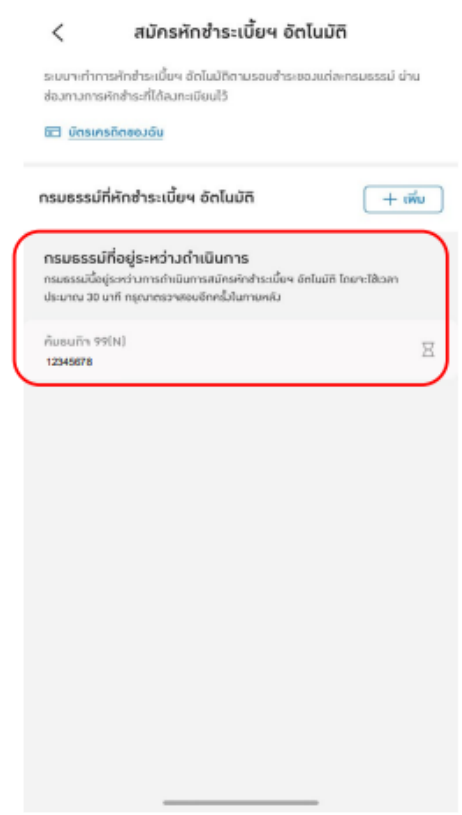 สมัครหักชำระเบี้ยฯ อัตโนมัติ
ระบบจะทำการหักชำระเบี้ยฯ อัตโนมัติตามรอบชำระของแต่ละกรมธรรม์ ผ่าน
ช่องทางการหักชำระที่ได้ลงทะเบียนไว้
บัตรเครดิตของฉัน
กรมธรรม์ที่หักชำระเบี้ยฯ อัตโนมัติ
+ เพิ่ม
กรมธรรม์ที่อยู่ระหว่างดำเนินการ
กรมธรรม์นี้อยู่ระหว่างการดำเนินการสมัครหักชำระเบี้ยฯ อัตโนมัติ โดยจะใช้เวลา
ประมาณ 30 นาที กรุณาตรวจสอบอีกครั้งในภายหลัง
คุ้มธนกิจ 99(N)
12345678